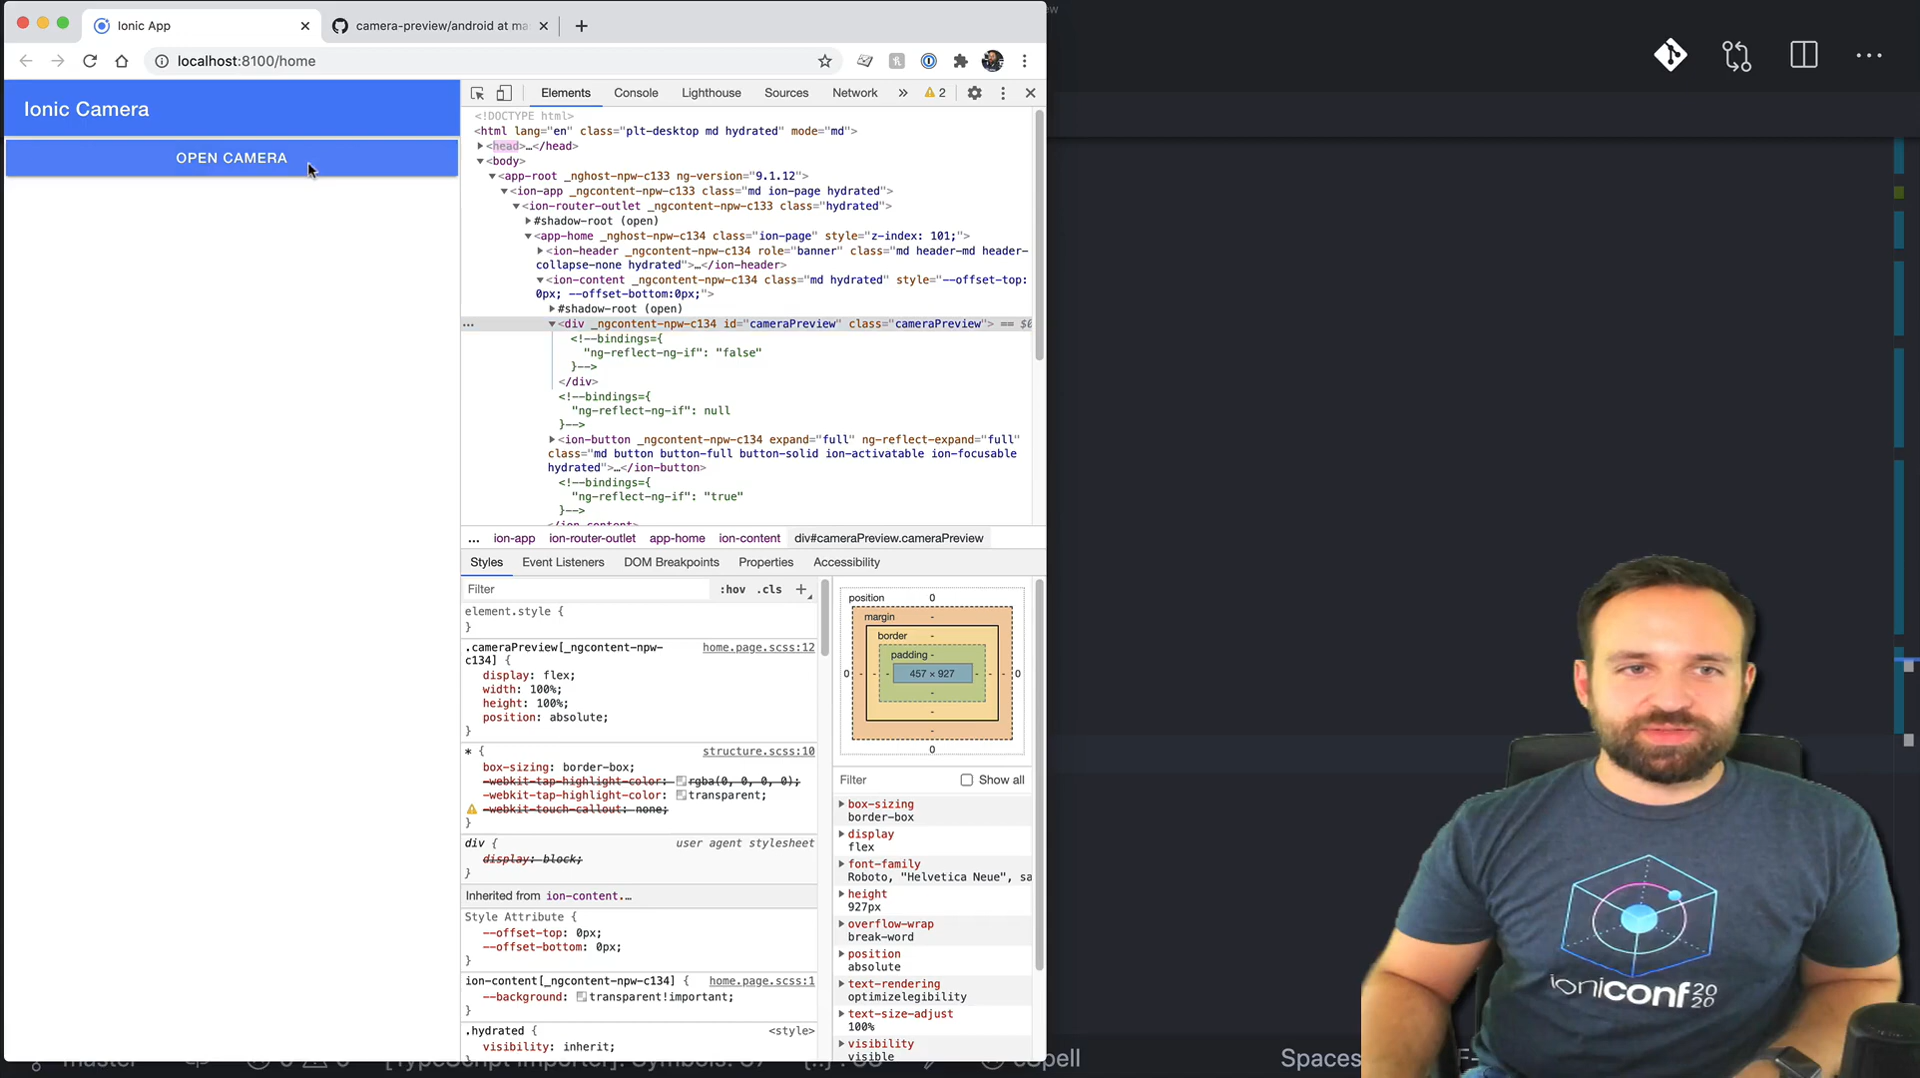 Ionic App
camera-preview/android at ma
localhost:8100/home
Ionic Camera
OPEN CAMERA
Elements Console Lighthouse Sources Network » 2
<!DOCTYPE html>
<html lang="en" class="plt-desktop md hydrated" mode="md">
<head>…</head>
<body>
<app-root _nghost-npw-c133 ng-version="9.1.12">
<ion-app _ngcontent-npw-c133 class="md ion-page hydrated">
<ion-router-outlet _ngcontent-npw-c133 class="hydrated">
#shadow-root (open)
<app-home _nghost-npw-c134 class="ion-page" style="z-index: 101;">
<ion-header _ngcontent-npw-c134 role="banner" class="md header-md header-
collapse-none hydrated">…</ion-header>
<ion-content _ngcontent-npw-c134 class="md hydrated" style="--offset-top:
0px; --offset-bottom:0px;">
#shadow-root (open)
… <div _ngcontent-npw-c134 id="cameraPreview" class="cameraPreview"> == $0
<!--bindings={
"ng-reflect-ng-if": "false"
}-->
</div>
<!--bindings={
"ng-reflect-ng-if": null
}-->
<ion-button _ngcontent-npw-c134 expand="full" ng-reflect-expand="full"
class="md button button-full button-solid ion-activatable ion-focusable
hydrated">…</ion-button>
<!--bindings={
"ng-reflect-ng-if": "true"
}-->
</ion-content>
... ion-app ion-router-outlet app-home ion-content div#cameraPreview.cameraPreview
Styles Event Listeners DOM Breakpoints Properties Accessibility
Filter :hov .cls +
element.style {
}
.cameraPreview[_ngcontent-npw- home.page.scss:12
c134] {
display: flex;
width: 100%;
height: 100%;
position: absolute;
}
* { structure.scss:10
box-sizing: border-box;
-webkit-tap-highlight-color: rgba(0, 0, 0, 0);
-webkit-tap-highlight-color: transparent;
-webkit-touch-callout: none;
}
div { user agent stylesheet
display: block;
}
Inherited from ion-content.…
Style Attribute {
--offset-top: 0px;
--offset-bottom: 0px;
}
ion-content[_ngcontent-npw-c134] { home.page.scss:1
--background: transparent!important;
}
.hydrated { <style>
visibility: inherit;
position 0
margin -
border -
padding -
0 - - - 457 × 927 - - - 0
-
-
-
0
Filter Show all
box-sizing
border-box
display
flex
font-family
Roboto, "Helvetica Neue", sa
height
927px
overflow-wrap
break-word
position
absolute
text-rendering
optimizelegibility
text-size-adjust
100%
visibility
visible
ioniconf 2020
master
[TypeScript Importer]: Symbols: 37
Spell
Spaces